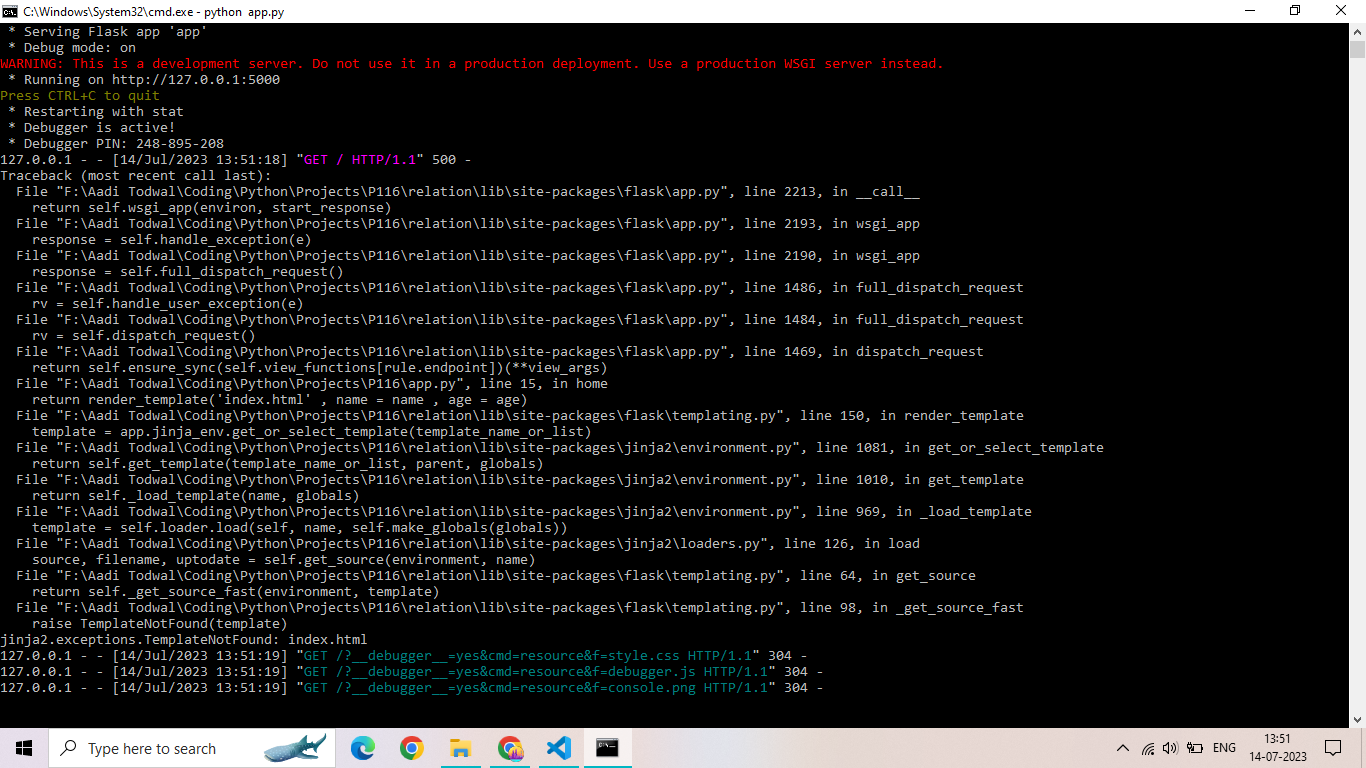 C:\Windows\System32\cmd.exe - python  app.py
 * Serving Flask app 'app'
 * Debug mode: on
WARNING: This is a development server. Do not use it in a production deployment. Use a production WSGI server instead.
 * Running on http://127.0.0.1:5000
Press CTRL+C to quit
 * Restarting with stat
 * Debugger is active!
 * Debugger PIN: 248-895-208
127.0.0.1 - - [14/Jul/2023 13:51:18] "GET / HTTP/1.1" 500 -
Traceback (most recent call last):
  File "F:\Aadi Todwal\Coding\Python\Projects\P116\relation\lib\site-packages\flask\app.py", line 2213, in __call__
    return self.wsgi_app(environ, start_response)
  File "F:\Aadi Todwal\Coding\Python\Projects\P116\relation\lib\site-packages\flask\app.py", line 2193, in wsgi_app
    response = self.handle_exception(e)
  File "F:\Aadi Todwal\Coding\Python\Projects\P116\relation\lib\site-packages\flask\app.py", line 2190, in wsgi_app
    response = self.full_dispatch_request()
  File "F:\Aadi Todwal\Coding\Python\Projects\P116\relation\lib\site-packages\flask\app.py", line 1486, in full_dispatch_request
    rv = self.handle_user_exception(e)
  File "F:\Aadi Todwal\Coding\Python\Projects\P116\relation\lib\site-packages\flask\app.py", line 1484, in full_dispatch_request
    rv = self.dispatch_request()
  File "F:\Aadi Todwal\Coding\Python\Projects\P116\relation\lib\site-packages\flask\app.py", line 1469, in dispatch_request
    return self.ensure_sync(self.view_functions[rule.endpoint])(**view_args)
  File "F:\Aadi Todwal\Coding\Python\Projects\P116\app.py", line 15, in home
    return render_template('index.html' , name = name , age = age)
  File "F:\Aadi Todwal\Coding\Python\Projects\P116\relation\lib\site-packages\flask\templating.py", line 150, in render_template
    template = app.jinja_env.get_or_select_template(template_name_or_list)
  File "F:\Aadi Todwal\Coding\Python\Projects\P116\relation\lib\site-packages\jinja2\environment.py", line 1081, in get_or_select_template
    return self.get_template(template_name_or_list, parent, globals)
  File "F:\Aadi Todwal\Coding\Python\Projects\P116\relation\lib\site-packages\jinja2\environment.py", line 1010, in get_template
    return self._load_template(name, globals)
  File "F:\Aadi Todwal\Coding\Python\Projects\P116\relation\lib\site-packages\jinja2\environment.py", line 969, in _load_template
    template = self.loader.load(self, name, self.make_globals(globals))
  File "F:\Aadi Todwal\Coding\Python\Projects\P116\relation\lib\site-packages\jinja2\loaders.py", line 126, in load
    source, filename, uptodate = self.get_source(environment, name)
  File "F:\Aadi Todwal\Coding\Python\Projects\P116\relation\lib\site-packages\flask\templating.py", line 64, in get_source
    return self._get_source_fast(environment, template)
  File "F:\Aadi Todwal\Coding\Python\Projects\P116\relation\lib\site-packages\flask\templating.py", line 98, in _get_source_fast
    raise TemplateNotFound(template)
jinja2.exceptions.TemplateNotFound: index.html
127.0.0.1 - - [14/Jul/2023 13:51:19] "GET /?__debugger__=yes&cmd=resource&f=style.css HTTP/1.1" 304 -
127.0.0.1 - - [14/Jul/2023 13:51:19] "GET /?__debugger__=yes&cmd=resource&f=debugger.js HTTP/1.1" 304 -
127.0.0.1 - - [14/Jul/2023 13:51:19] "GET /?__debugger__=yes&cmd=resource&f=console.png HTTP/1.1" 304 -
Type here to search
ENG
13:51
14-07-2023